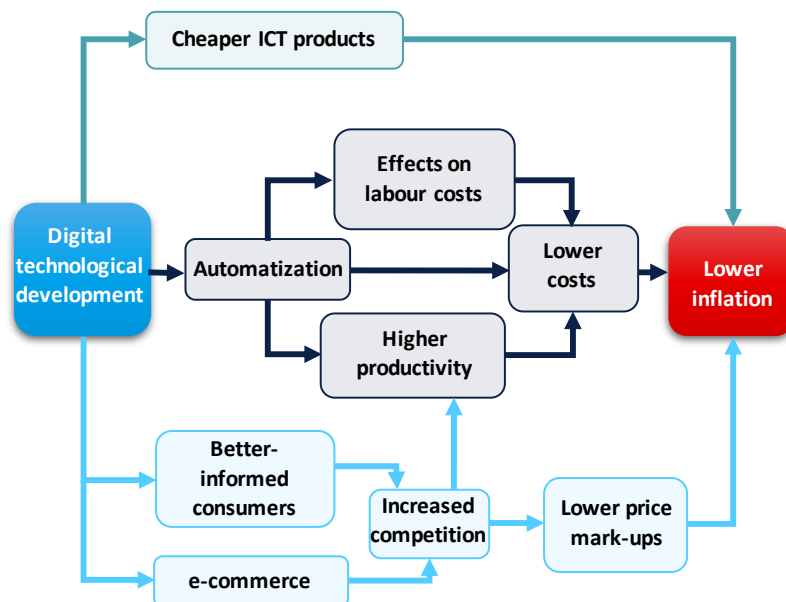 Cheaper ICT products
Effects on
labour costs
Digital
technological
development
Automatization
Lower
costs
Lower
inflation
Higher
productivity
Better-
informed
consumers
Increased
competition
Lower price
mark-ups
e-commerce